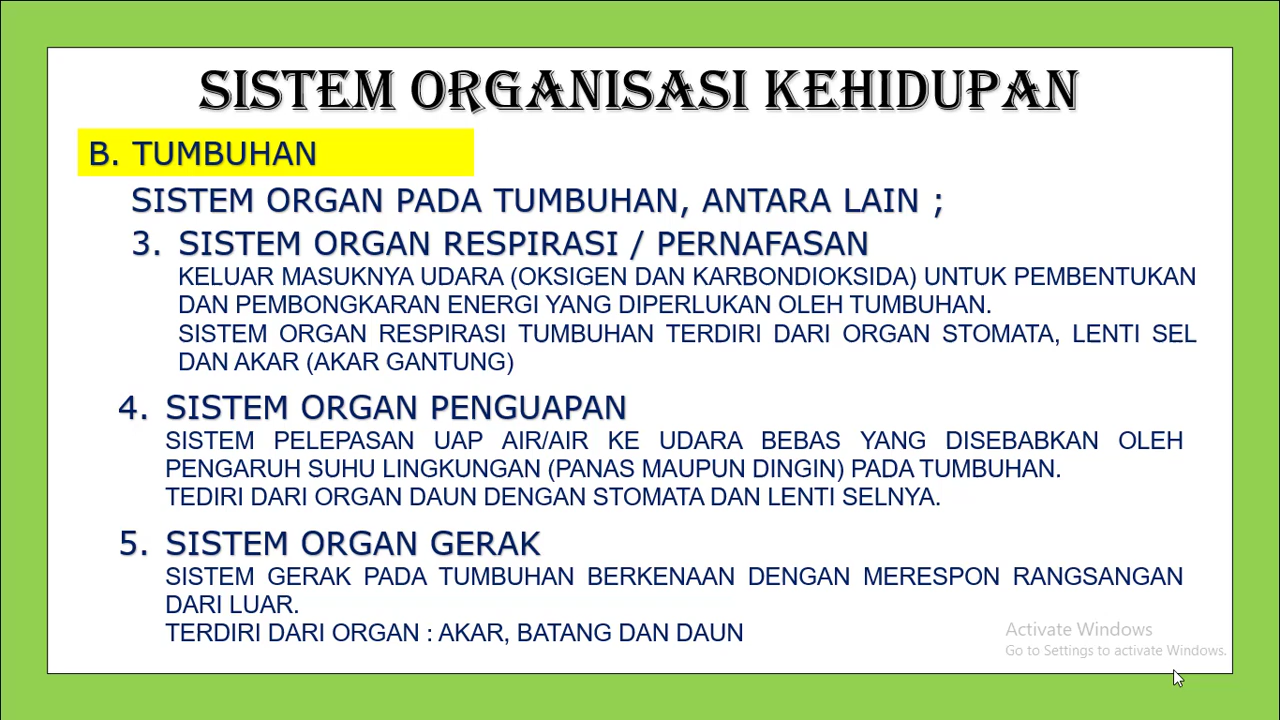 SISTEM ORGANISASI KEHIDUPAN
B. TUMBUHAN
SISTEM ORGAN PADA TUMBUHAN, ANTARA LAIN ;
3. SISTEM ORGAN RESPIRASI / PERNAFASAN
KELUAR MASUKNYA UDARA (OKSIGEN DAN KARBONDIOKSIDA) UNTUK PEMBENTUKAN
DAN PEMBONGKARAN ENERGI YANG DIPERLUKAN OLEH TUMBUHAN.
SISTEM ORGAN RESPIRASI TUMBUHAN TERDIRI DARI ORGAN STOMATA, LENTI SEL
DAN AKAR (AKAR GANTUNG)
4. SISTEM ORGAN PENGUAPAN
SISTEM PELEPASAN UAP AIR/AIR KE UDARA BEBAS YANG DISEBABKAN OLEH
PENGARUH SUHU LINGKUNGAN (PANAS MAUPUN DINGIN) PADA TUMBUHAN.
TEDIRI DARI ORGAN DAUN DENGAN STOMATA DAN LENTI SELNYA.
5. SISTEM ORGAN GERAK
SISTEM GERAK PADA TUMBUHAN BERKENAAN DENGAN MERESPON RANGSANGAN
DARI LUAR.
TERDIRI DARI ORGAN : AKAR, BATANG DAN DAUN
Activate Windows
Go to Settings to activate Windows.